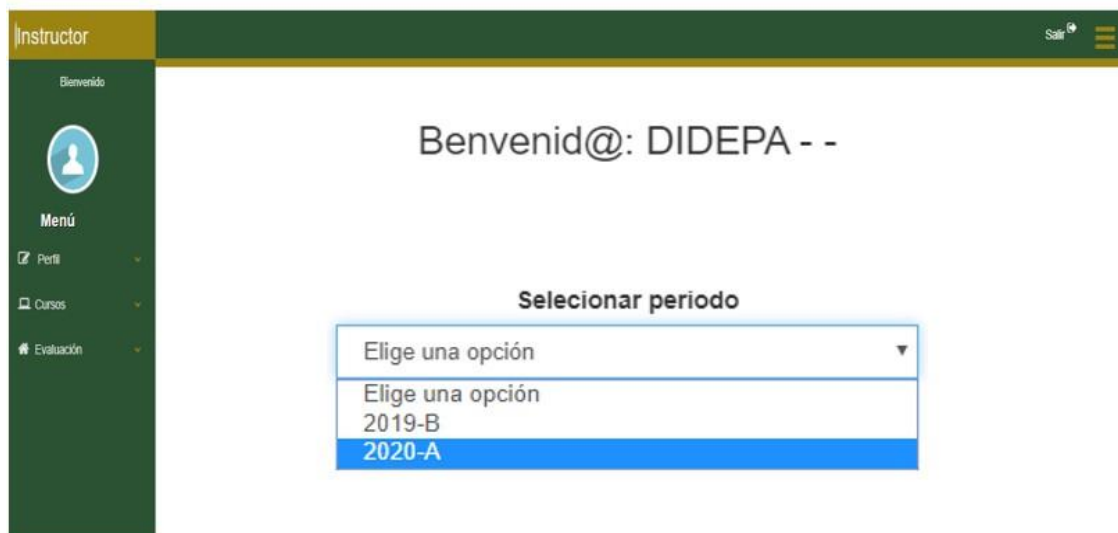 Instructor
Salir
Bienvenido
Benvenid@: DIDEPA - -
Menú
Perfil
Cursos
Evaluación
Selecionar periodo
Elige una opción
Elige una opción
2019-B
2020-A